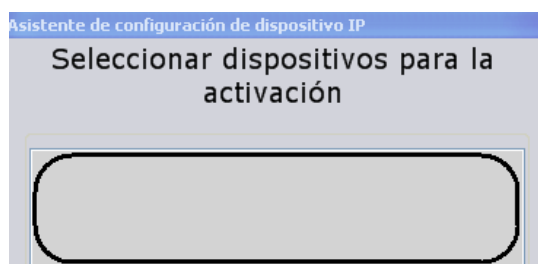 Asistente de configuración de dispositivo IP
Seleccionar dispositivos para la
activación